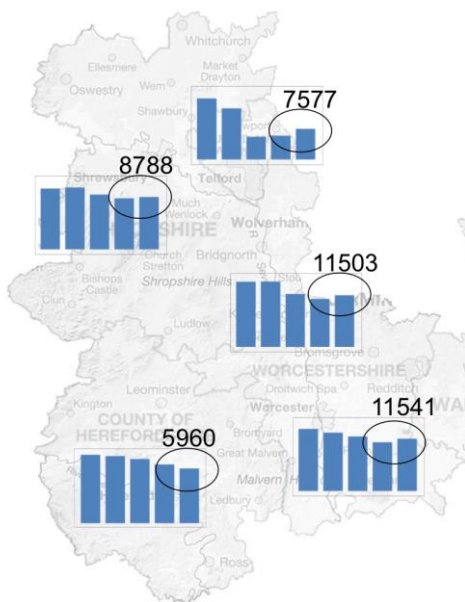 Whitchurch
Ellesmere
Market
Drayton
Oswestry
Wem
Shawbury
7577
8788
Telford
Shrewsbury
Much
Wenlock
Wolverham
SHIRE
Church
Stretton
Bridgnorth
Bishops
Castle
Shropshire Hills
Clun
11503
Ludlow
Bromsgrove
WORCESTERSHIRE
Droitwich Spa
Redditch
Kington
Leominster
Worcester
WA
COUNTY OF
HEREFORD
11541
5960
Bromyard
Great Malvern
Malvern H
Ledbury
Ross